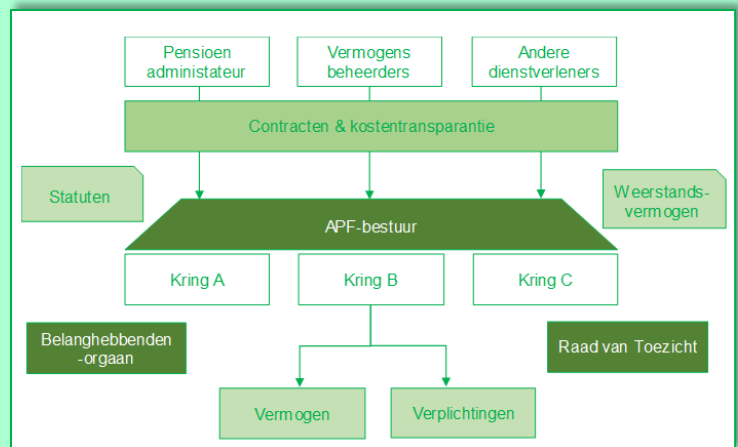 Pensioen
administateur
Vermogens
beheerders
Andere
dienstverleners
Contracten & kostentransparantie
Statuten
Weerstands-
vermogen
APF-bestuur
Kring A
Kring B
Kring C
Belanghebbenden
-orgaan
Raad van Toezicht
Vermogen
Verplichtingen